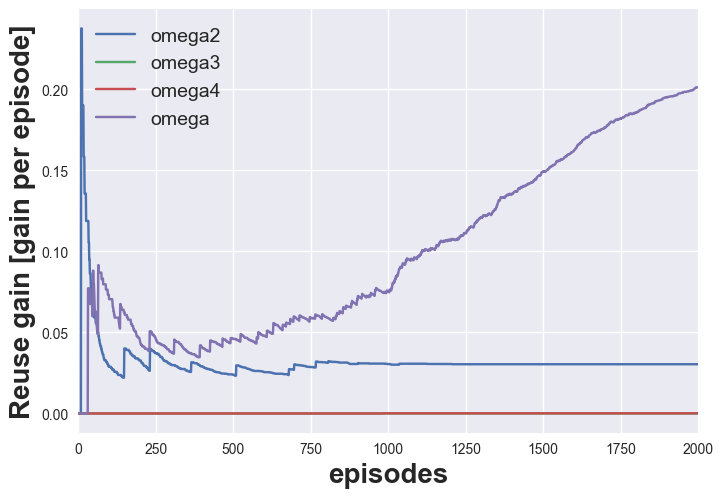 omega2
omega3
omega4
omega
Reuse gain [gain per episode]
0.20
0.15
0.10
0.05
0.00
0 250 500 750 1000 1250 1500 1750 2000
episodes